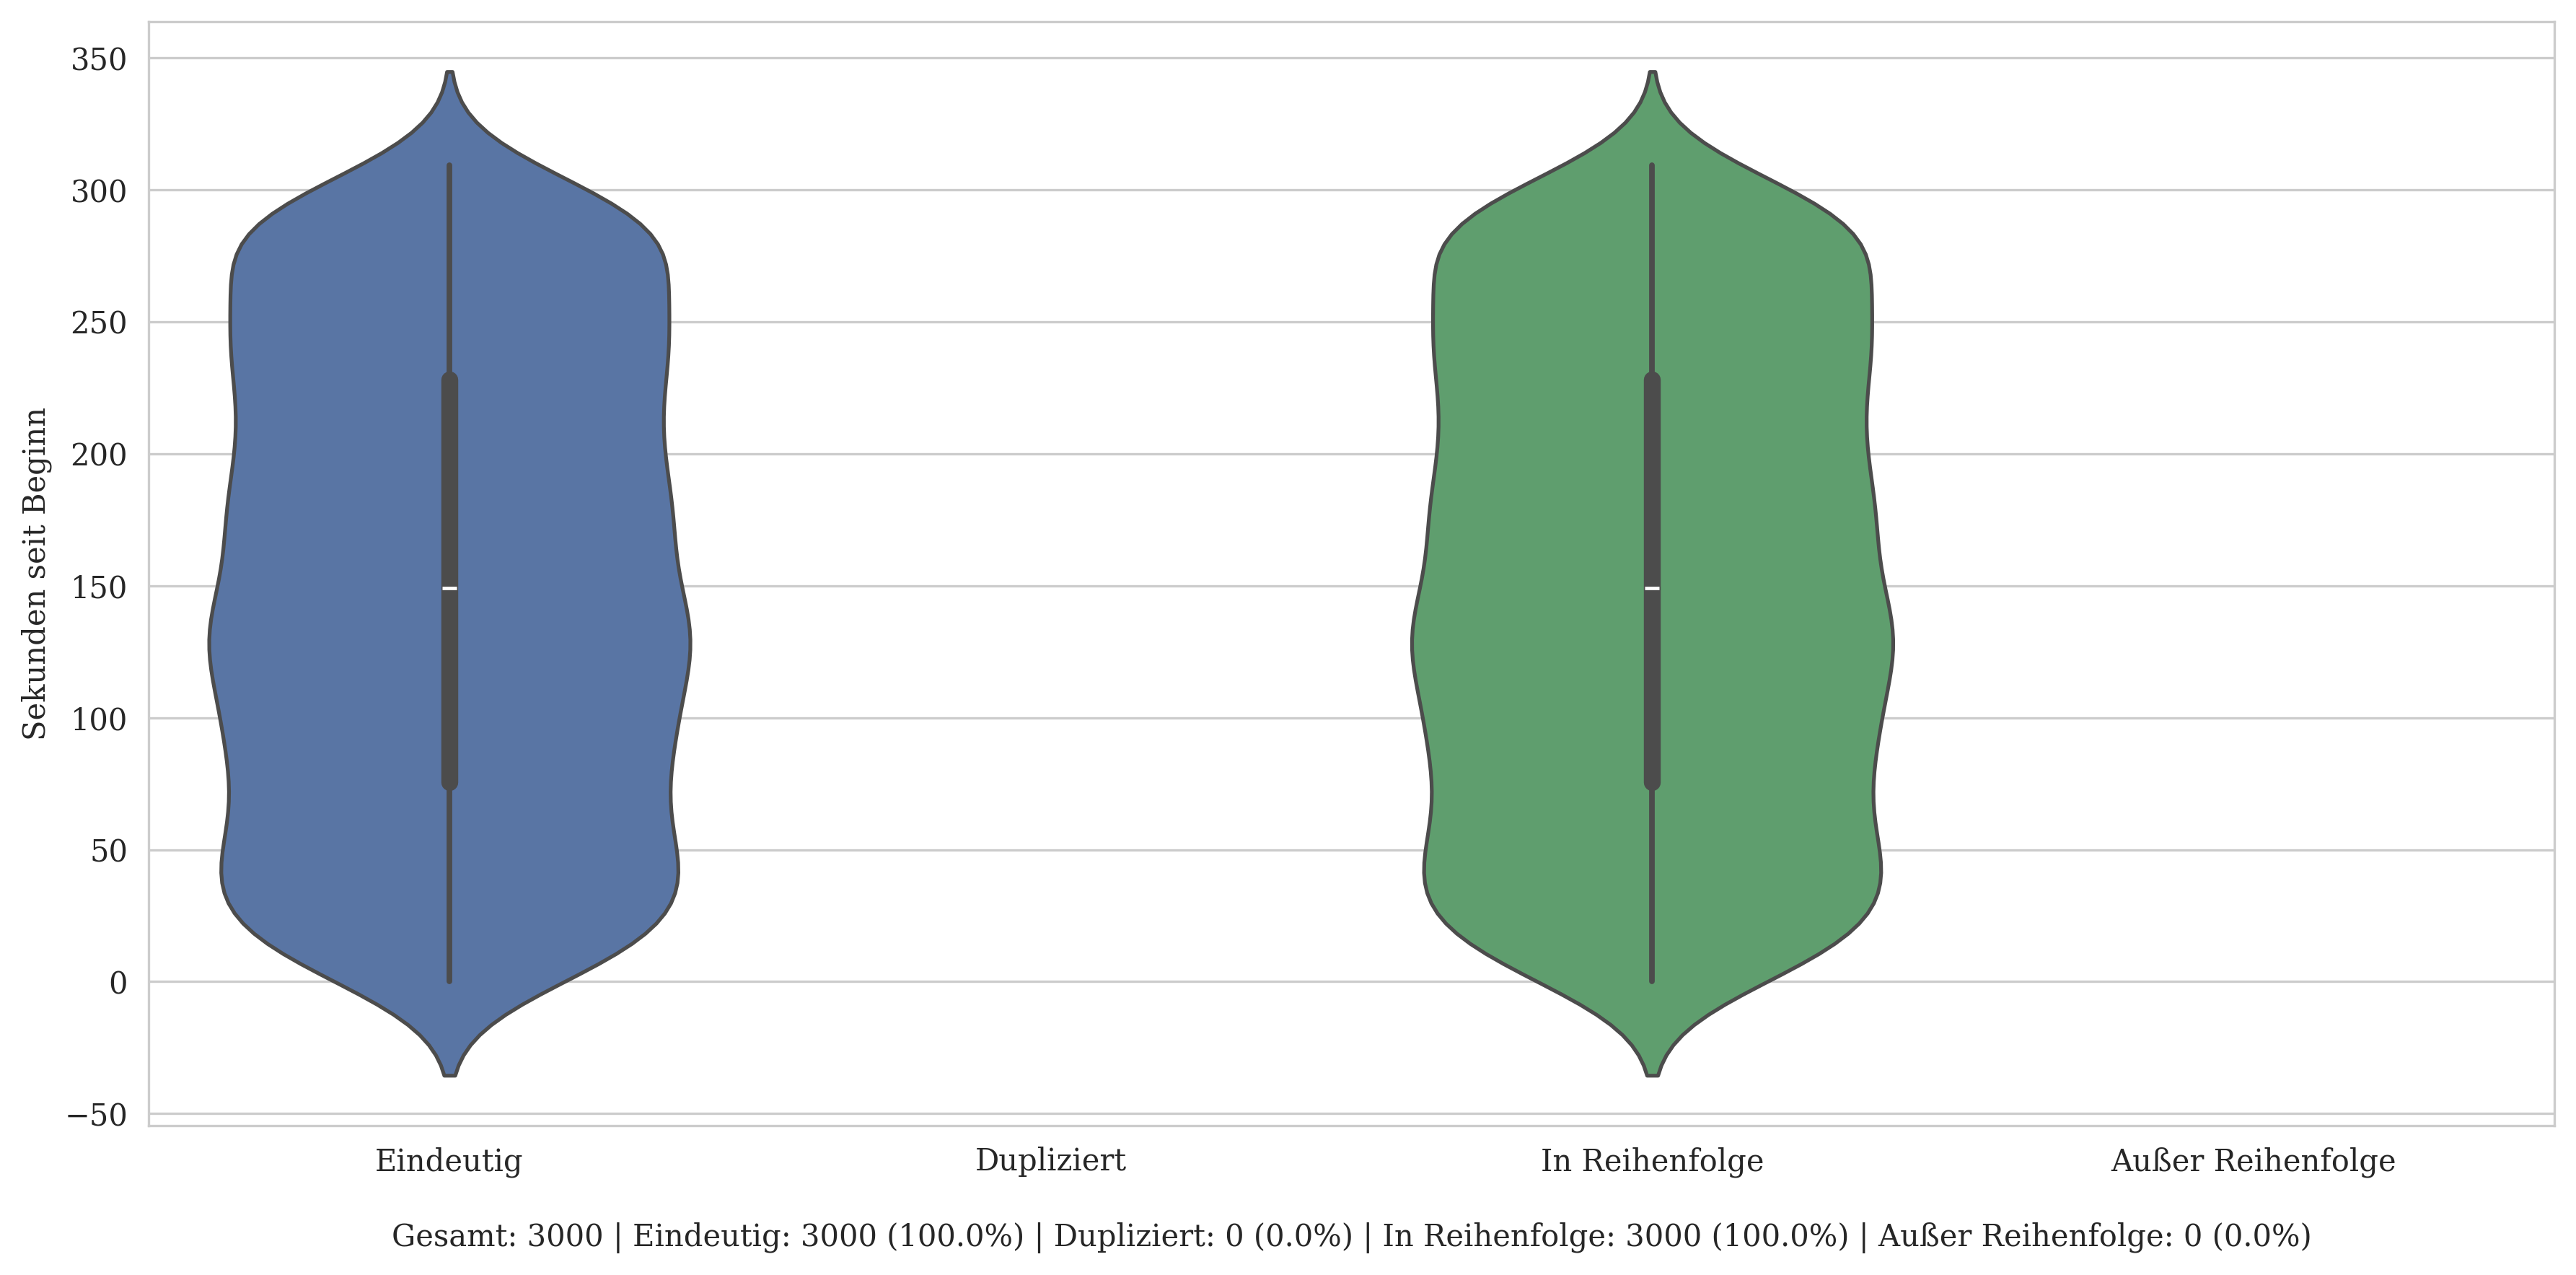 Sekunden seit Beginn
350
300
250
200
150
100
50
0
−50
Eindeutig
Dupliziert
In Reihenfolge
Außer Reihenfolge
Gesamt: 3000 | Eindeutig: 3000 (100.0%) | Dupliziert: 0 (0.0%) | In Reihenfolge: 3000 (100.0%) | Außer Reihenfolge: 0 (0.0%)